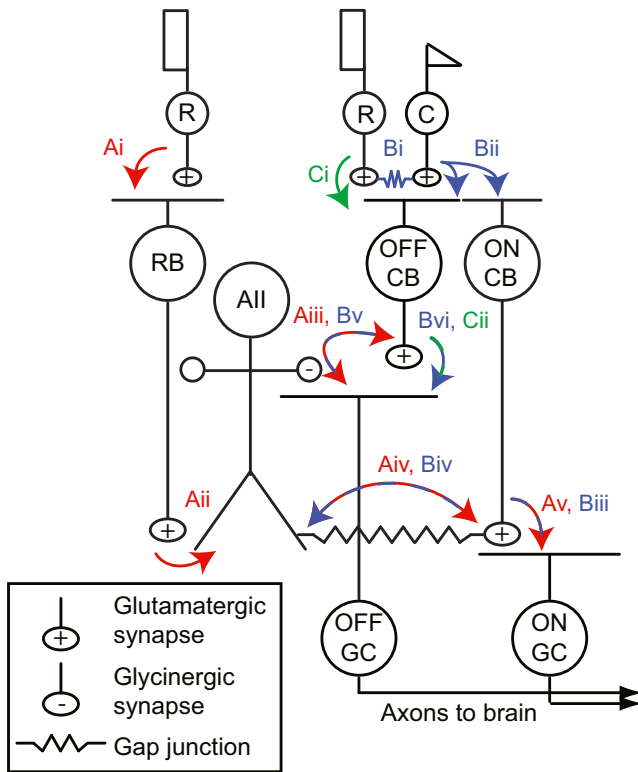 R
R
C
Ai
Ci
Bi
Bii
RB
OFF
CB
ON
CB
AII
Aiii, Bv
Bvi, Cii
+
+
+
+
-
Aiv, Biv
Aii
Av, Biii
+
+
OFF
GC
ON
GC
Axons to brain
+
Glutamatergic
synapse
-
Glycinergic
synapse
Gap junction